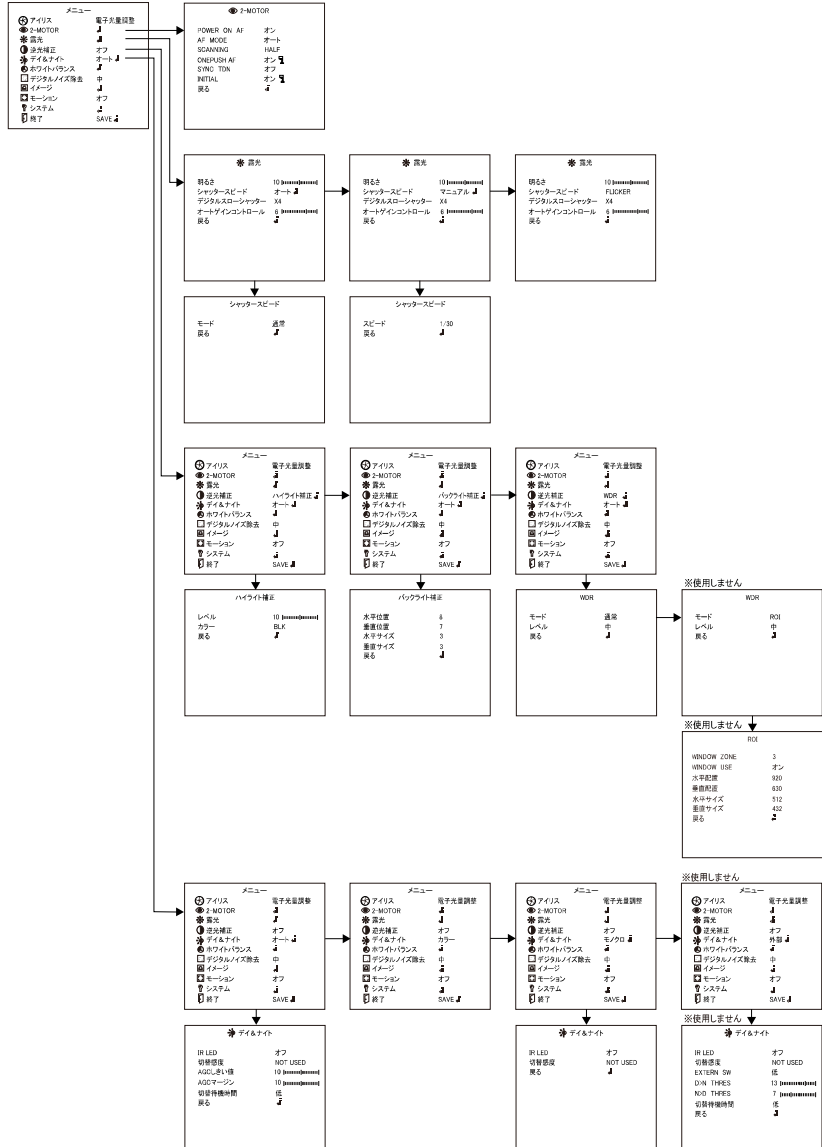 メニュー
アイリス 電子光量調整
2-MOTOR
露光
逆光補正 オフ
デイ&ナイト オート
ホワイトバランス
デジタルノイズ除去 中
イメージ
モーション オフ
システム
終了 SAVE
2-MOTOR
POWER ON AF オン
AF MODE オート
SCANNING HALF
ONEPUSH AF オン
SYNC TDN オフ
INITIAL オン
戻る
露光
明るさ 10
シャッタースピード オート
デジタルスローシャッター X4
オートゲインコントロール 6
戻る
露光
明るさ 10
シャッタースピード マニュアル
デジタルスローシャッター X4
オートゲインコントロール 6
戻る
露光
明るさ 10
シャッタースピード FLICKER
デジタルスローシャッター X4
オートゲインコントロール 6
戻る
シャッタースピード
モード 通常
戻る
シャッタースピード
スピード 1/30
戻る
メニュー
アイリス 電子光量調整
2-MOTOR
露光
逆光補正 ハイライト補正
デイ&ナイト オート
ホワイトバランス
デジタルノイズ除去 中
イメージ
モーション オフ
システム
終了 SAVE
メニュー
アイリス 電子光量調整
2-MOTOR
露光
逆光補正 バックライト補正
デイ&ナイト オート
ホワイトバランス
デジタルノイズ除去 中
イメージ
モーション オフ
システム
終了 SAVE
メニュー
アイリス 電子光量調整
2-MOTOR
露光
逆光補正 WDR
デイ&ナイト オート
ホワイトバランス
デジタルノイズ除去 中
イメージ
モーション オフ
システム
終了 SAVE
ハイライト補正
レベル 10
カラー BLK
戻る
バックライト補正
水平位置 6
垂直位置 7
水平サイズ 3
垂直サイズ 3
戻る
WDR
モード 通常
レベル 中
戻る
※使用しません
WDR
モード ROI
レベル 中
戻る
※使用しません
ROI
WINDOW ZONE 3
WINDOW USE オン
水平配置 920
垂直配置 630
水平サイズ 512
垂直サイズ 432
戻る
メニュー
アイリス 電子光量調整
2-MOTOR
露光
逆光補正 オフ
デイ&ナイト オート
ホワイトバランス
デジタルノイズ除去 中
イメージ
モーション オフ
システム
終了 SAVE
メニュー
アイリス 電子光量調整
2-MOTOR
露光
逆光補正 オフ
デイ&ナイト カラー
ホワイトバランス
デジタルノイズ除去 中
イメージ
モーション オフ
システム
終了 SAVE
メニュー
アイリス 電子光量調整
2-MOTOR
露光
逆光補正 オフ
デイ&ナイト モノクロ
ホワイトバランス
デジタルノイズ除去 中
イメージ
モーション オフ
システム
終了 SAVE
※使用しません
メニュー
アイリス 電子光量調整
2-MOTOR
露光
逆光補正 オフ
デイ&ナイト 外部
ホワイトバランス
デジタルノイズ除去 中
イメージ
モーション オフ
システム
終了 SAVE
デイ&ナイト
IR LED オフ
切替感度 NOT USED
AGCしきい値 10
AGCマージン 10
切替待機時間 低
戻る
デイ&ナイト
IR LED オフ
切替感度 NOT USED
戻る
※使用しません
デイ&ナイト
IR LED オフ
切替感度 NOT USED
EXTERN SW 低
D>N THRES 13
N>D THRES 7
切替待機時間 低
戻る